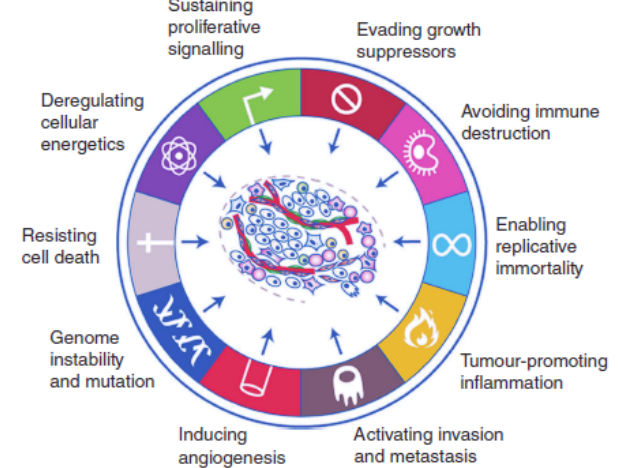 Sustaining
proliferative
signalling
Evading growth
suppressors
Avoiding immune
destruction
Enabling
replicative
immortality
Tumour-promoting
inflammation
Activating invasion
and metastasis
Inducing
angiogenesis
Genome
instability
and mutation
Resisting
cell death
Deregulating
cellular
energetics